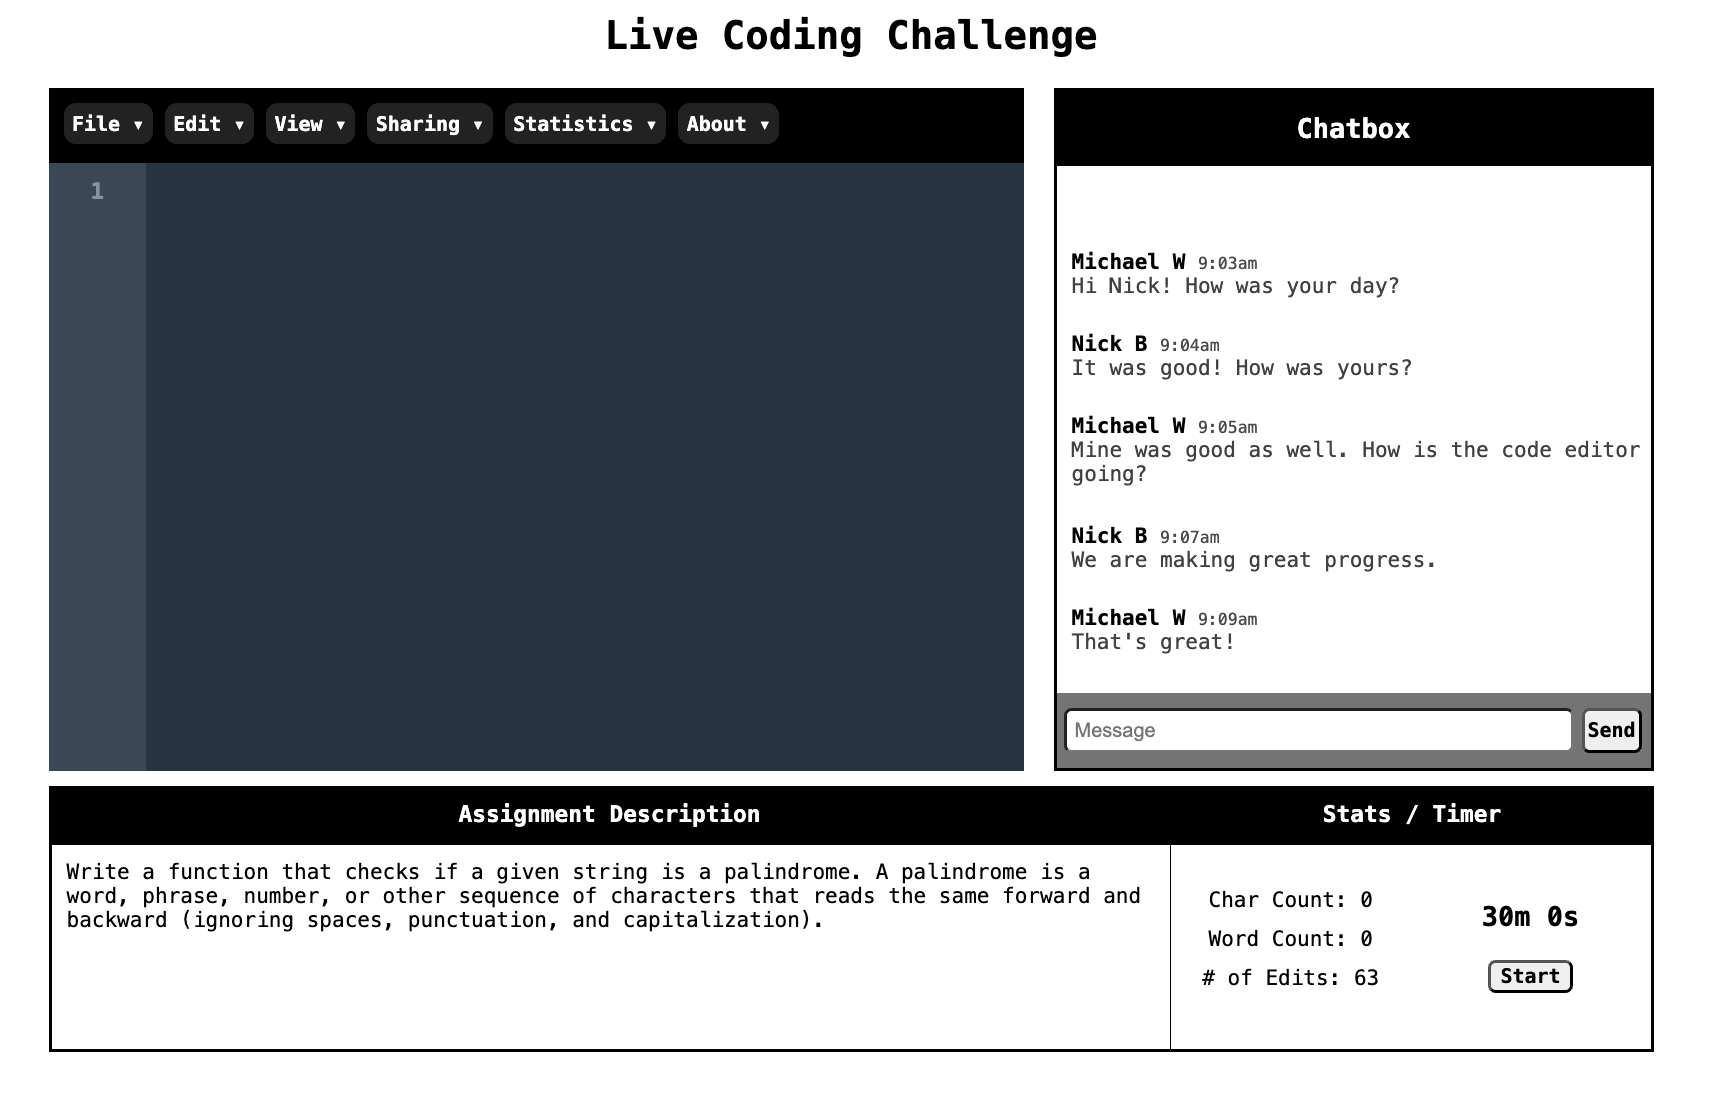 Live Coding Challenge
File ▾ Edit ▾ View ▾ Sharing ▾ Statistics ▾ About ▾
1
Chatbox
Michael W 9:03am
Hi Nick! How was your day?
Nick B 9:04am
It was good! How was yours?
Michael W 9:05am
Mine was good as well. How is the code editor
going?
Nick B 9:07am
We are making great progress.
Michael W 9:09am
That's great!
Message
Send
Assignment Description
Write a function that checks if a given string is a palindrome. A palindrome is a
word, phrase, number, or other sequence of characters that reads the same forward and
backward (ignoring spaces, punctuation, and capitalization).
Stats / Timer
Char Count: 0
Word Count: 0
# of Edits: 63
30m 0s
Start